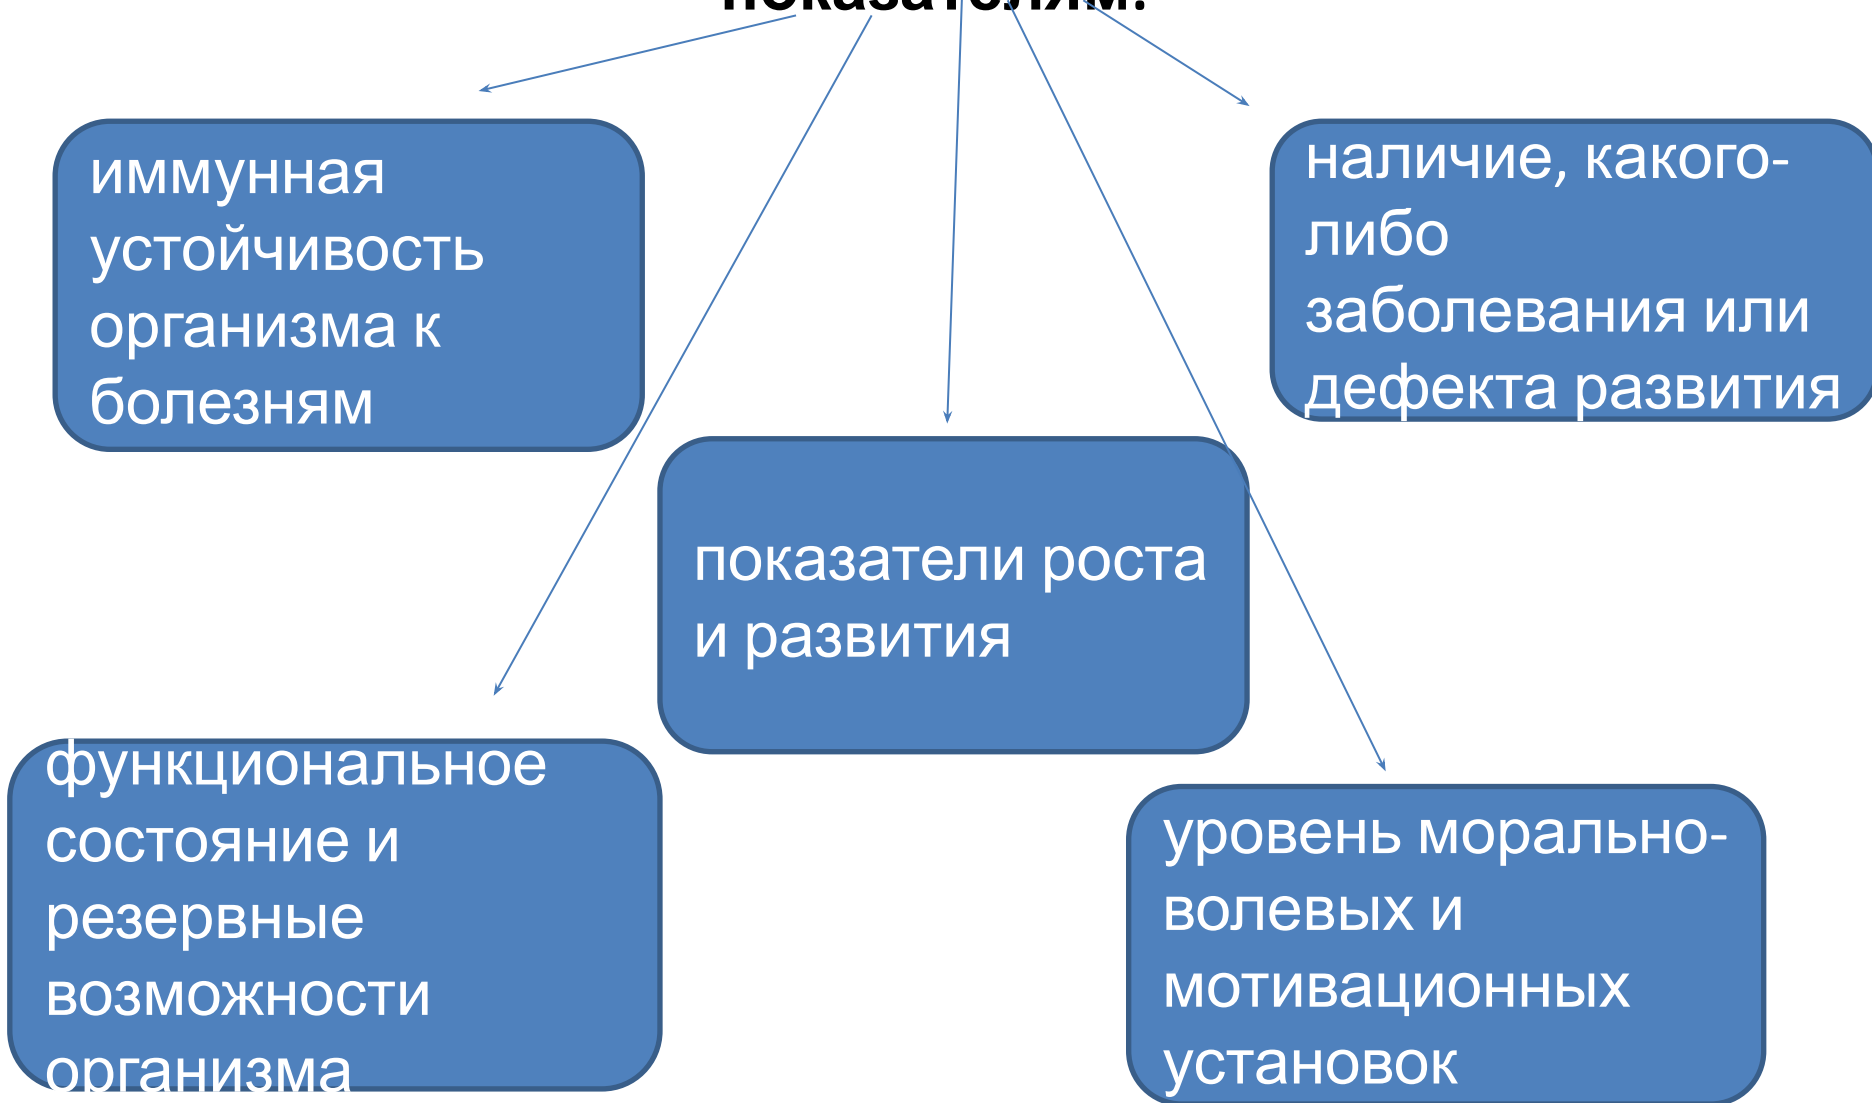 показателям:
иммунная
устойчивость
организма к
болезням
наличие, какого-
либо
заболевания или
дефекта развития
показатели роста
и развития
функциональное
состояние и
резервные
возможности
организма
уровень морально-
волевых и
мотивационных
установок